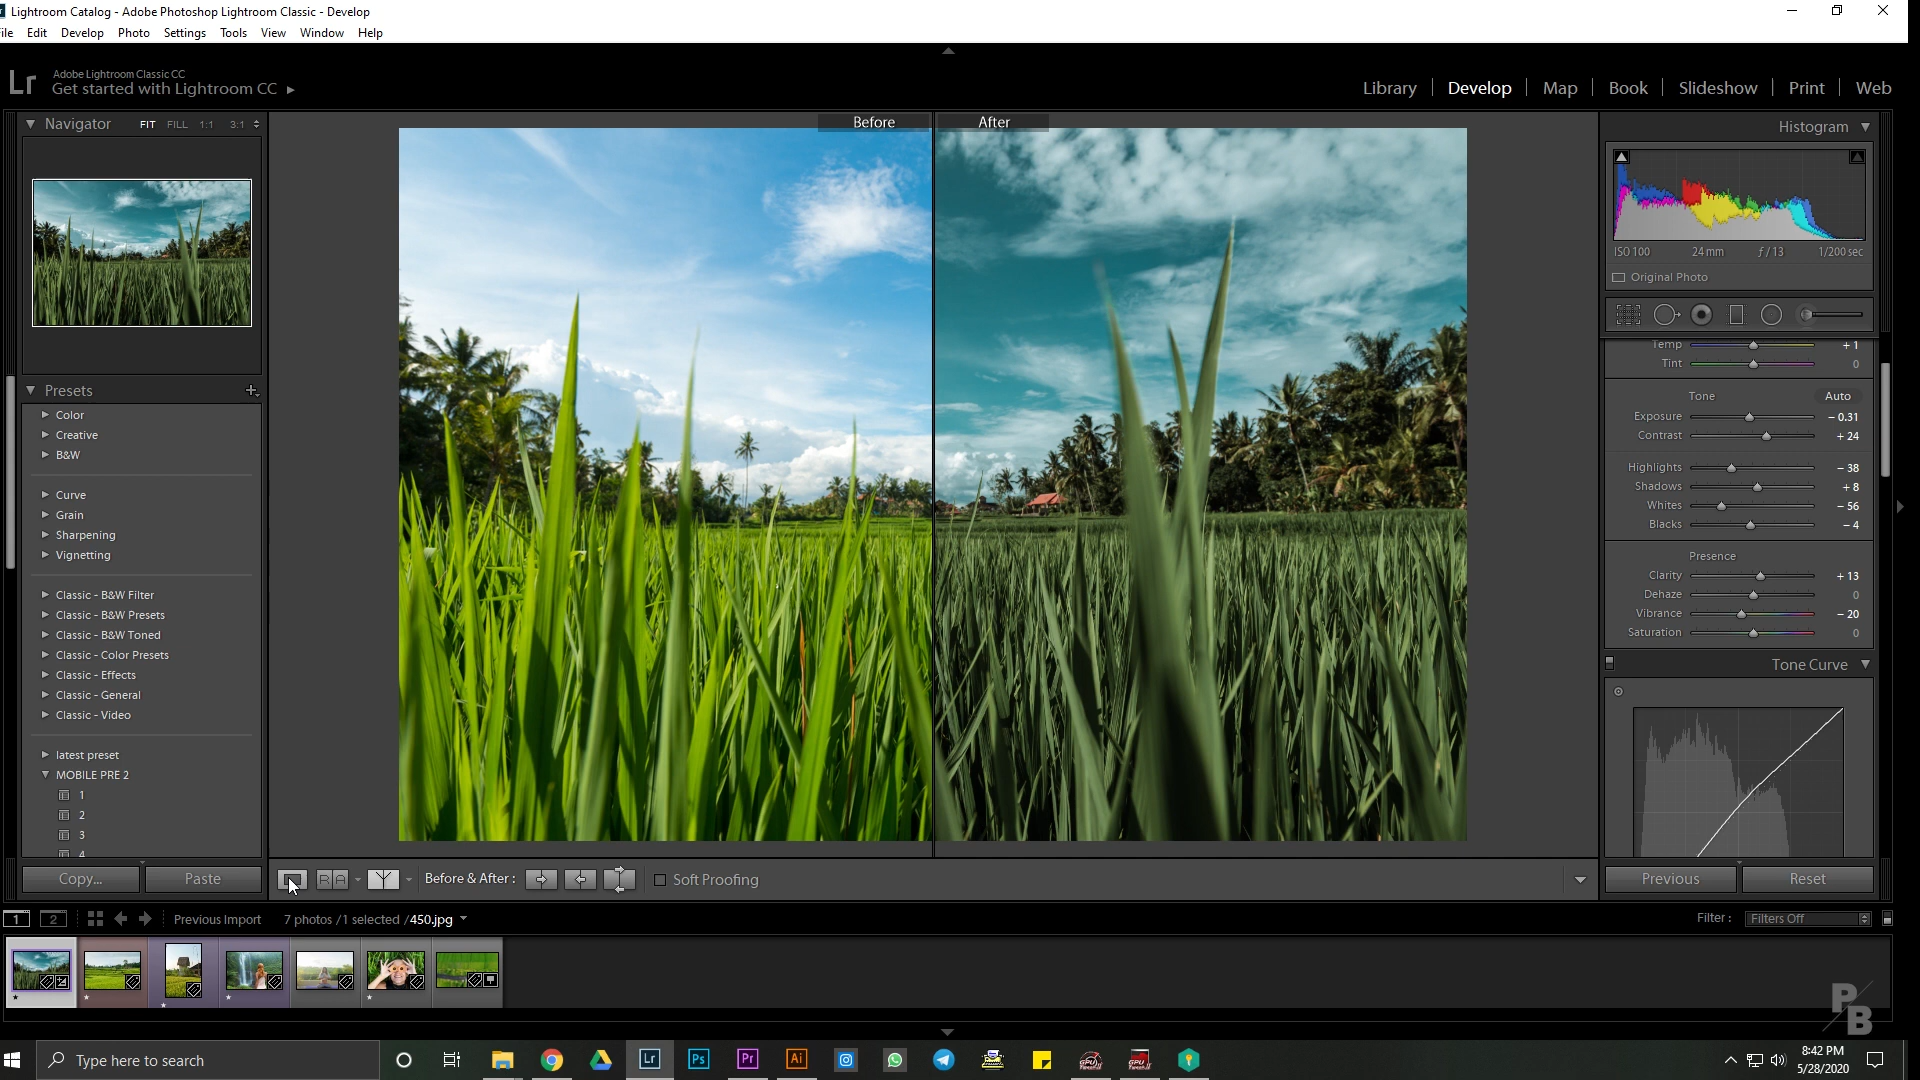 Lightroom Catalog - Adobe Photoshop Lightroom Classic - Develop
ile Edit Develop Photo Settings Tools View Window Help
Lr
Adobe Lightroom Classic CC
Get started with Lightroom CC
Library Develop Map Book Slideshow Print Web
Navigator FIT FILL 1:1 3:1
Before After
Histogram
ISO 100 24 mm f / 13 1/200 sec
Original Photo
Temp + 1
Tint 0
Tone Auto
Exposure − 0.31
Contrast + 24
Highlights − 38
Shadows + 8
Whites − 56
Blacks − 4
Presence
Clarity + 13
Dehaze 0
Vibrance − 20
Saturation 0
Tone Curve
Presets
Color
Creative
B&W
Curve
Grain
Sharpening
Vignetting
Classic - B&W Filter
Classic - B&W Presets
Classic - B&W Toned
Classic - Color Presets
Classic - Effects
Classic - General
Classic - Video
latest preset
MOBILE PRE 2
1
2
3
4
Copy... Paste
R A Y Before & After : Soft Proofing
Previous Reset
1 2 Previous Import 7 photos / 1 selected / 450.jpg Filter : Filters Off
PB
Type here to search
Lr Ps Pr Ai
8:42 PM
5/28/2020